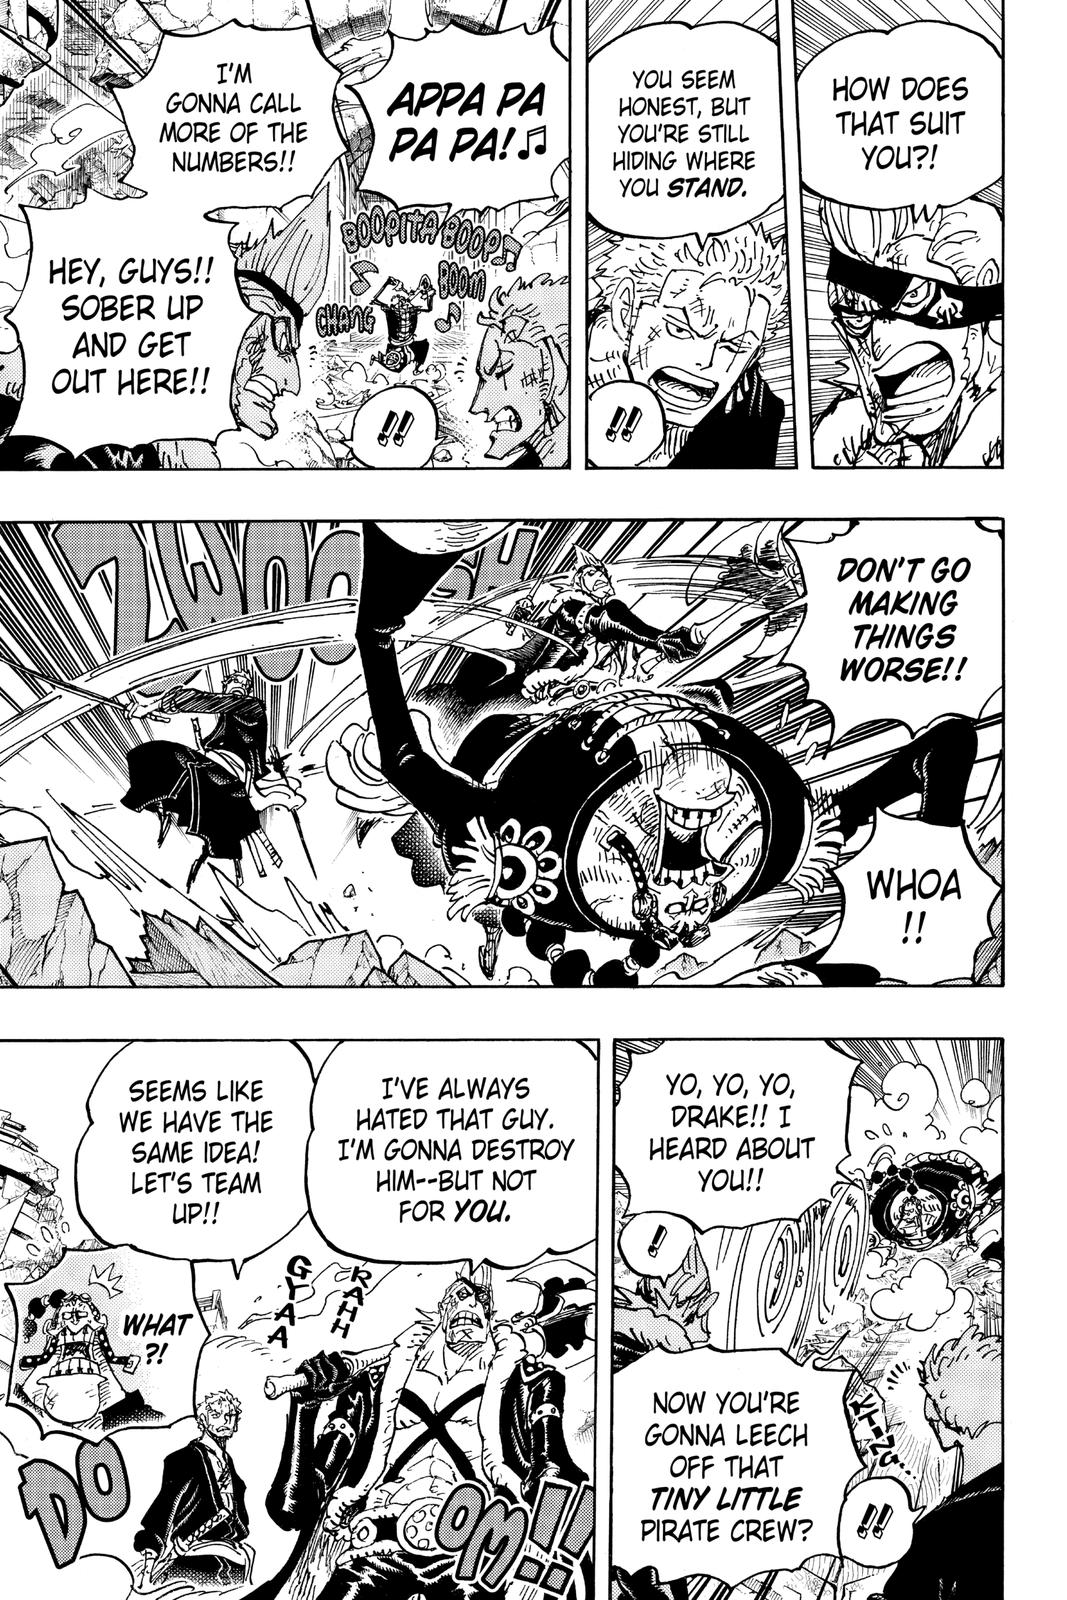 HOW DOES
THAT SUIT
YOU?!
YOU SEEM
HONEST, BUT
YOU'RE STILL
HIDING WHERE
YOU STAND.
!!
APPA PA
PA PA!♫
BOOPITA BOOP♫
BOOM
CHANG
!!
I'M
GONNA CALL
MORE OF THE
NUMBERS!!
HEY, GUYS!!
SOBER UP
AND GET
OUT HERE!!
DON'T GO
MAKING
THINGS
WORSE!!
ZWOOOSH
WHOA
!!
YO, YO, YO,
DRAKE!! I
HEARD ABOUT
YOU!!
!
KTING...
NOW YOU'RE
GONNA LEECH
OFF THAT
TINY LITTLE
PIRATE CREW?
!!
I'VE ALWAYS
HATED THAT GUY.
I'M GONNA DESTROY
HIM--BUT NOT
FOR YOU.
SEEMS LIKE
WE HAVE THE
SAME IDEA!
LET'S TEAM
UP!!
RAHH
GYAA
WHAT
?!
DO
OM!!